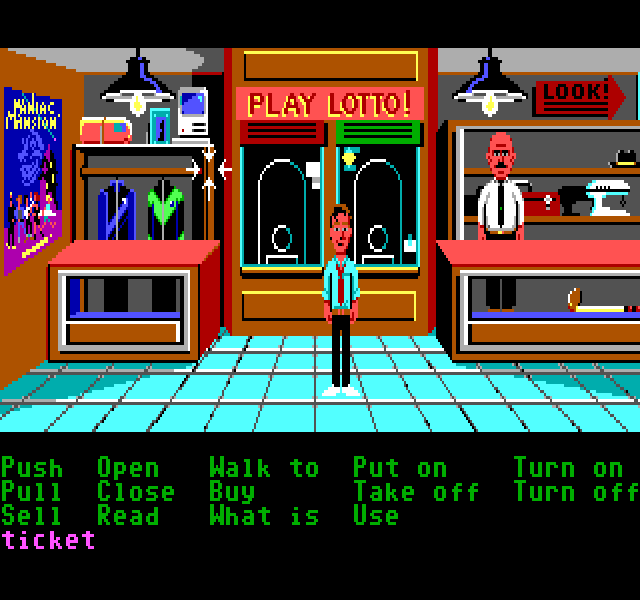 MANIAC
MANSION
PLAY LOTTO!
LOOK!
Push Open Walk to Put on Turn on
Pull Close Buy Take off Turn off
Sell Read What is Use
ticket